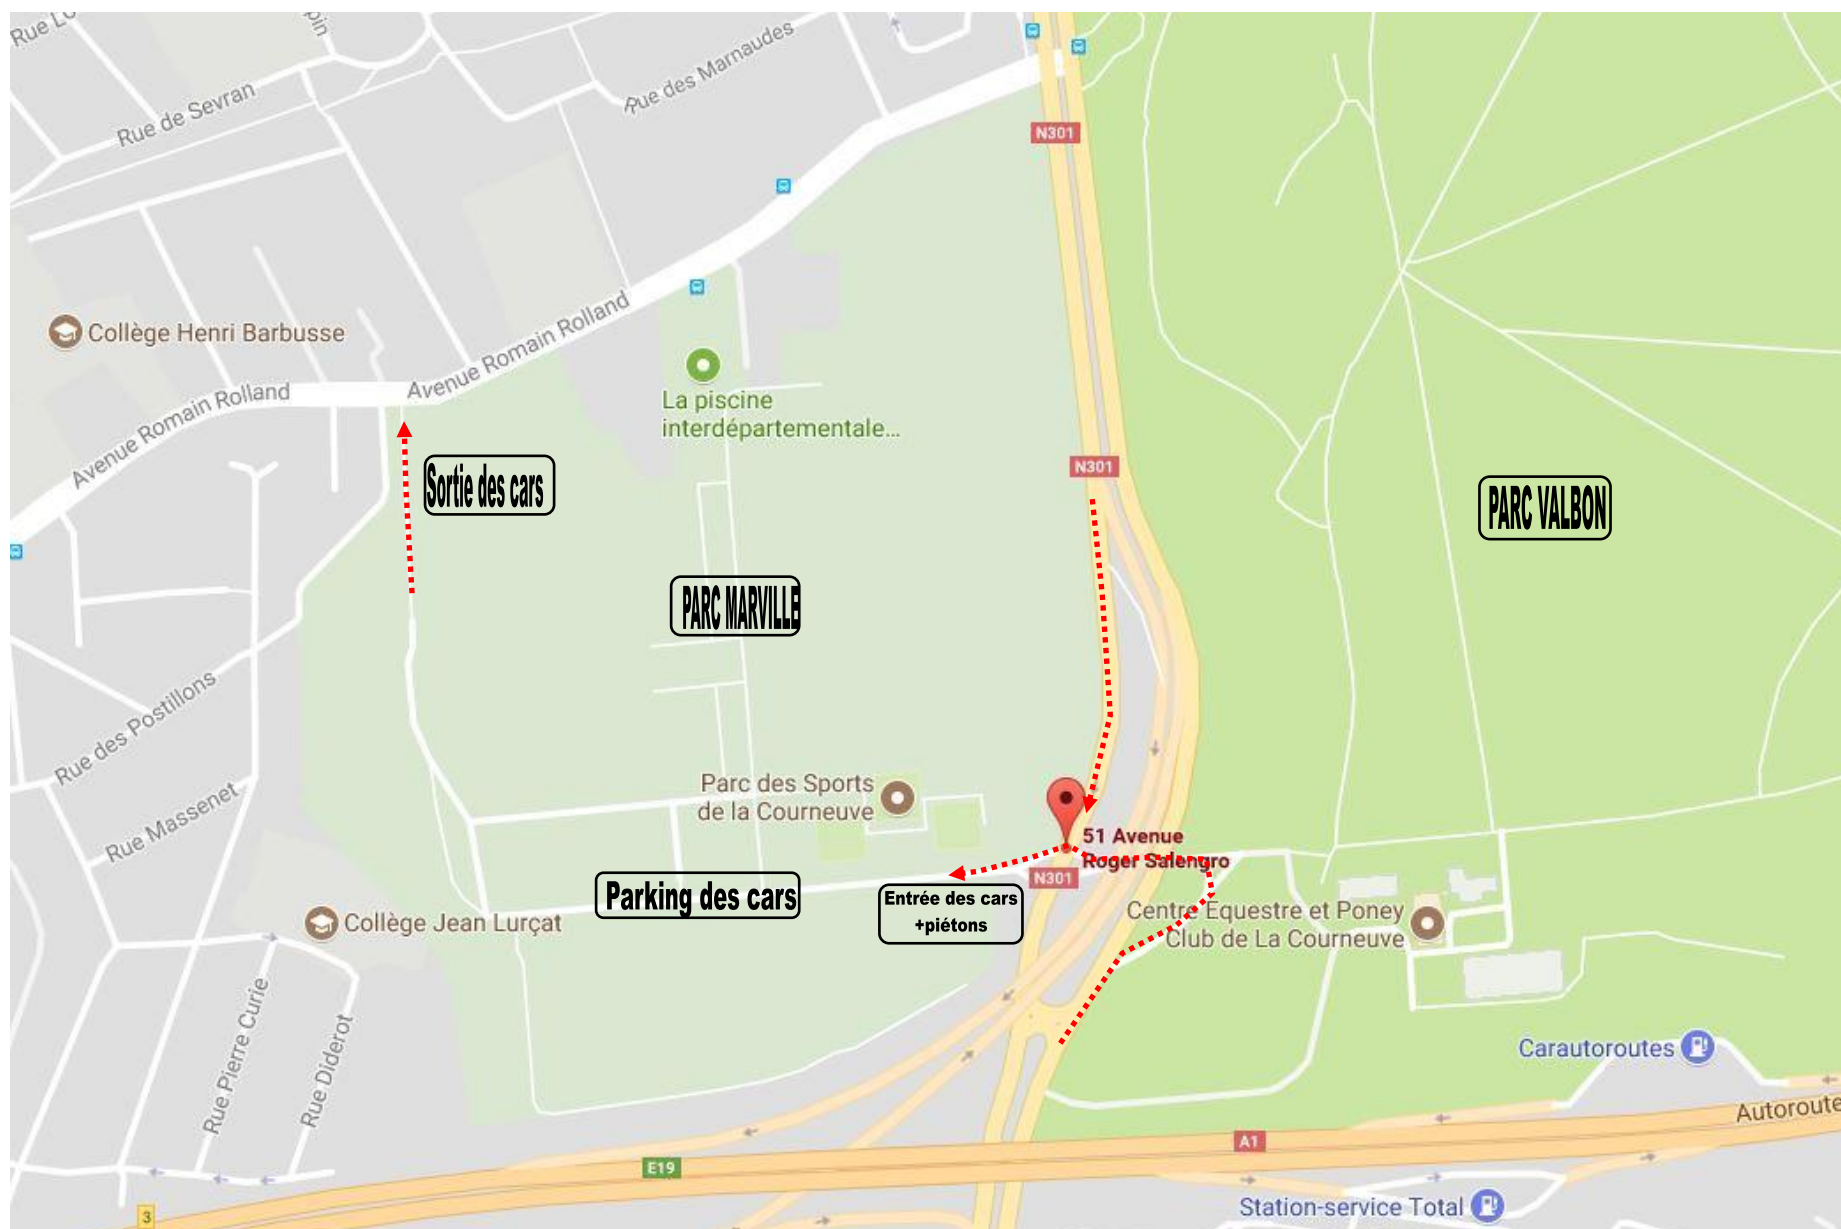 Rue de Sevran
Rue des Marnaudes
N301
Collège Henri Barbusse
Avenue Romain Rolland
Avenue Romain Rolland
La piscine
interdépartementale...
N301
Sortie des cars
PARC VALBON
PARC MARVILLE
Rue des Postillons
Rue Massenet
Parc des Sports
de la Courneuve
51 Avenue
Roger Salengro
N301
Parking des cars
Entrée des cars
+piétons
Collège Jean Lurçat
Centre Equestre et Poney
Club de La Courneuve
Rue Pierre Curie
Rue Diderot
Carautoroutes
Autoroute
A1
E19
3
Station-service Total